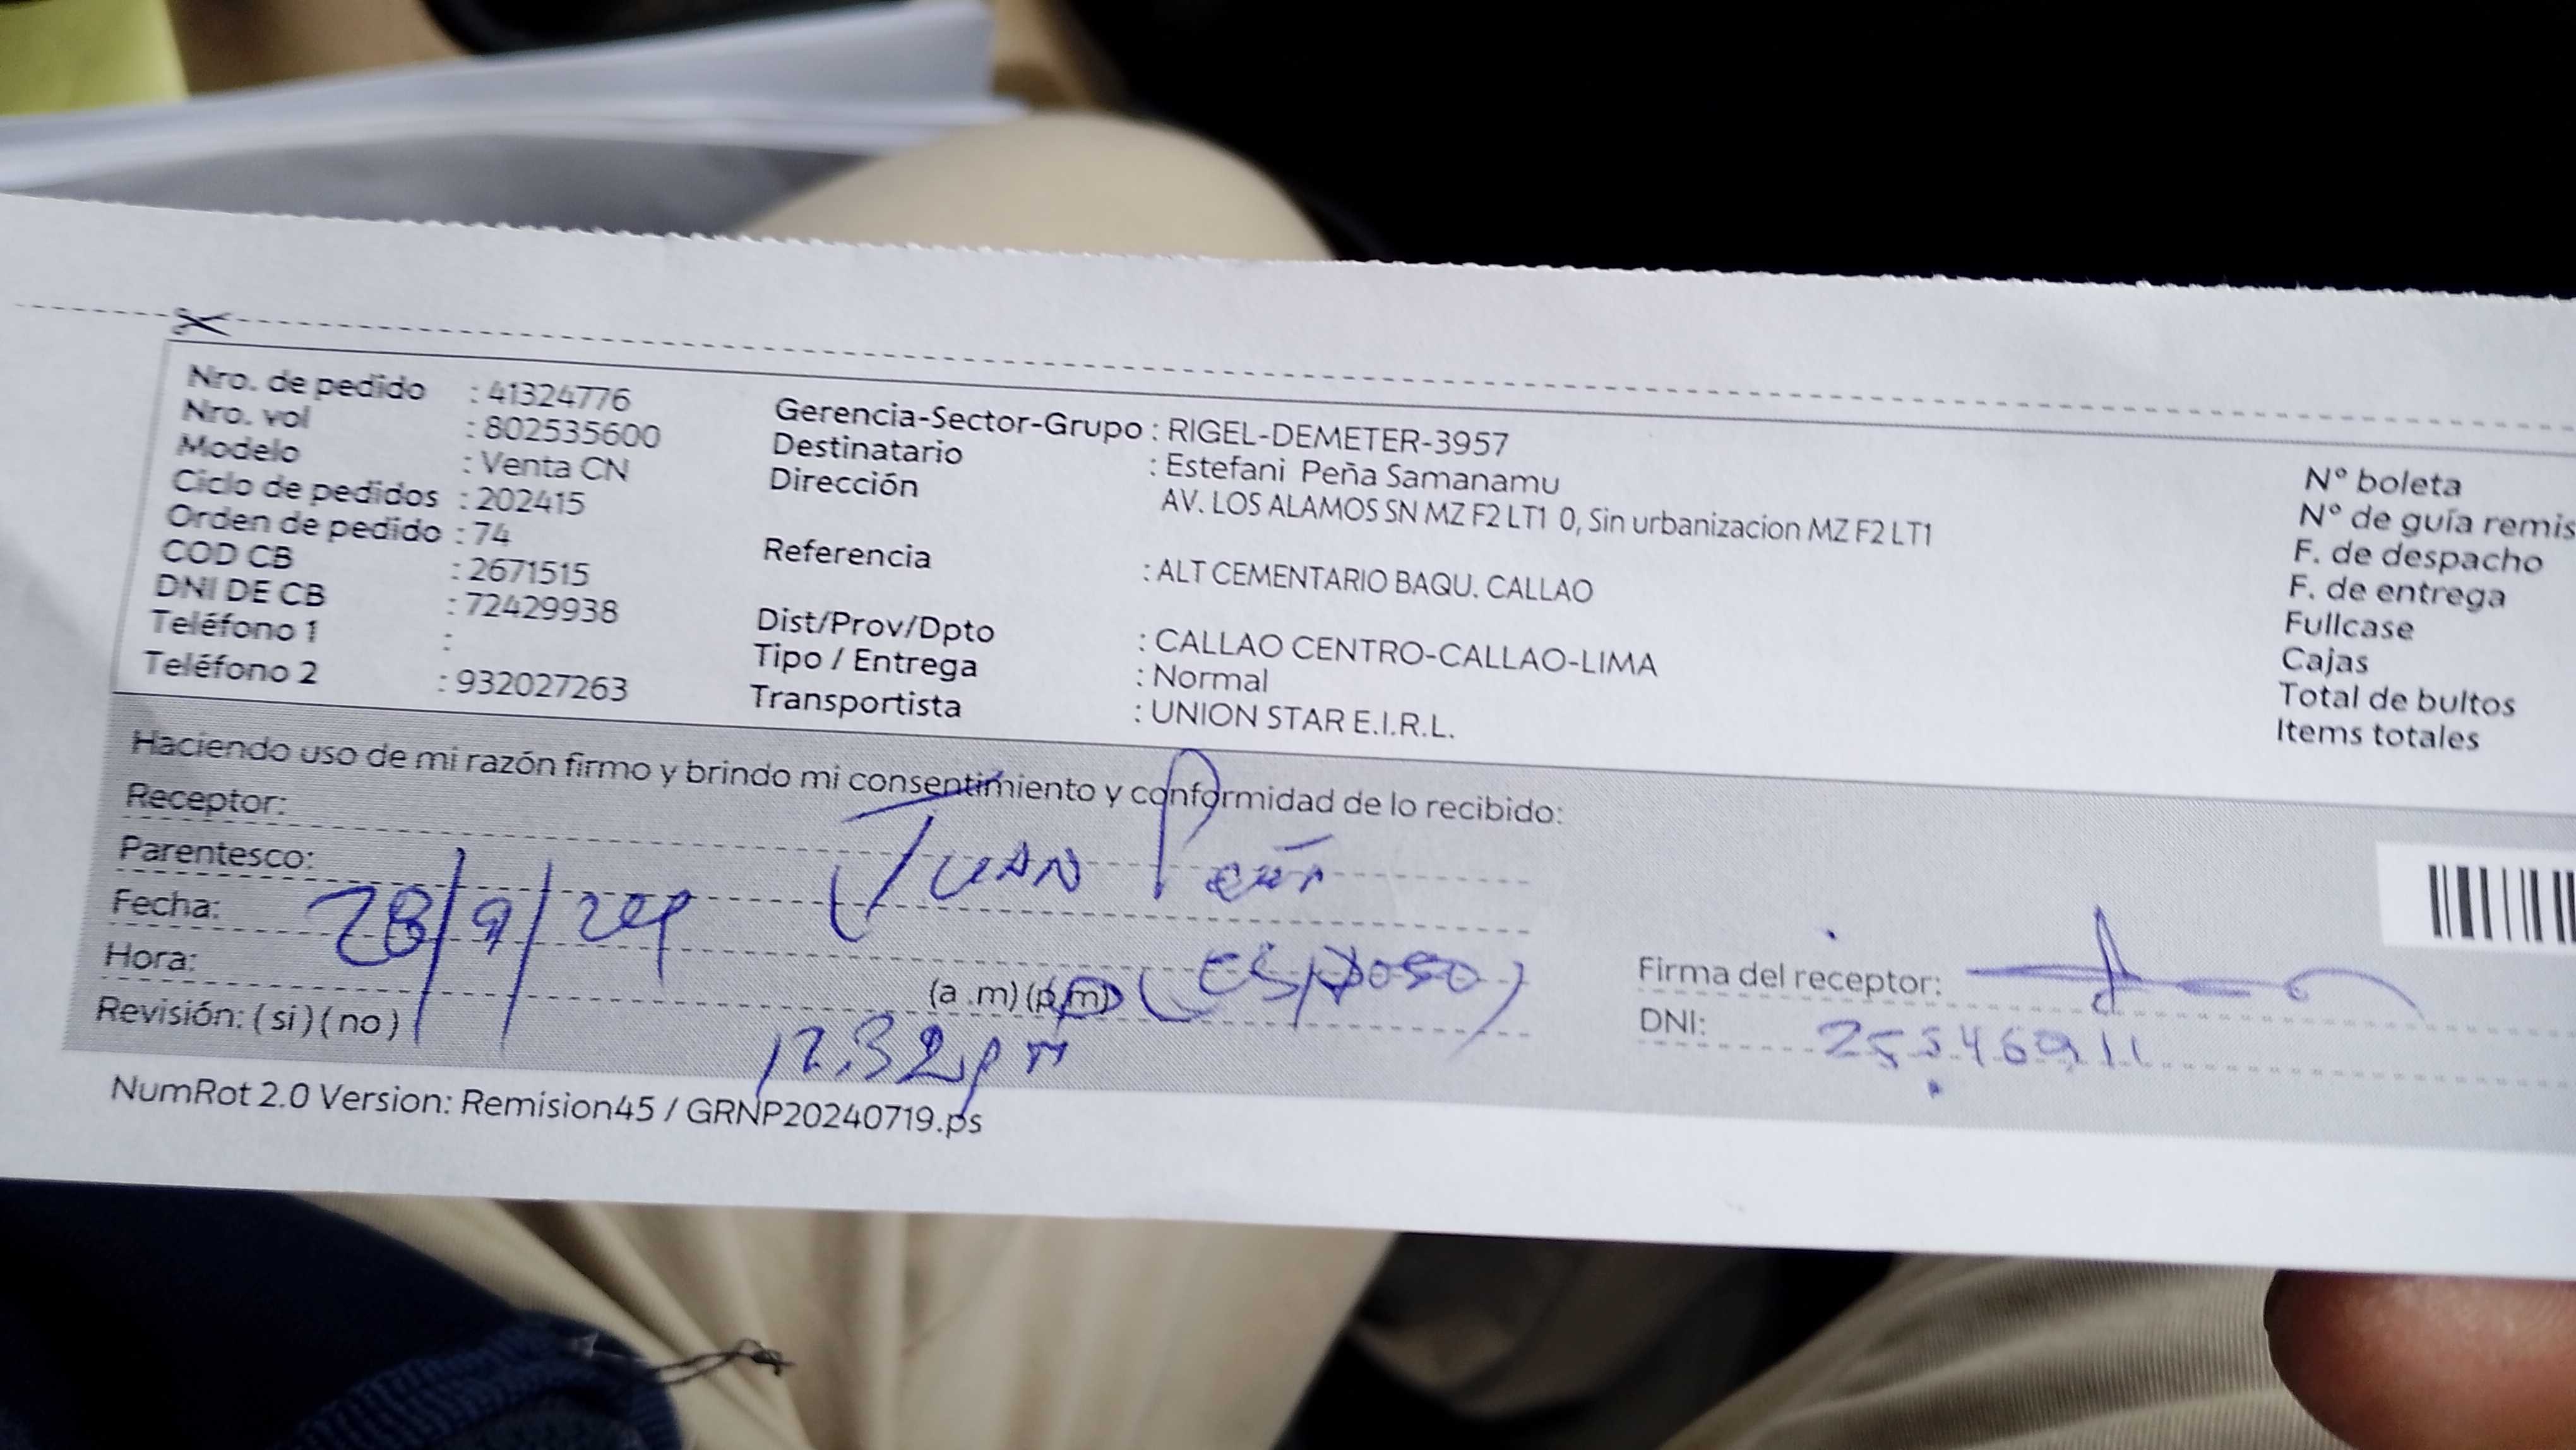 Nro. de pedido : 41324776
Nro. vol : 802535600
Modelo : Venta CN
Ciclo de pedidos : 202415
Orden de pedido : 74
COD CB : 2671515
DNI DE CB : 72429938
Teléfono 1 :
Teléfono 2 : 932027263
Gerencia-Sector-Grupo : RIGEL-DEMETER-3957
Destinatario : Estefani Peña Samanamu
Dirección AV. LOS ALAMOS SN MZ F2 LT1 0, Sin urbanizacion MZ F2 LT1
Referencia : ALT CEMENTARIO BAQU. CALLAO
Dist/Prov/Dpto : CALLAO CENTRO-CALLAO-LIMA
Tipo / Entrega : Normal
Transportista : UNION STAR E.I.R.L.
N° boleta
N° de guía remis
F. de despacho
F. de entrega
Fullcase
Cajas
Total de bultos
Items totales
Haciendo uso de mi razón firmo y brindo mi consentimiento y conformidad de lo recibido:
Receptor: Juan Peña
Parentesco: (Esposo)
Fecha: 28/9/24
Hora: (a .m) (p.m) 12.32 pm
Revisión: ( si ) ( no )
Firma del receptor:
DNI:
NumRot 2.0 Version: Remision45 / GRNP20240719.ps